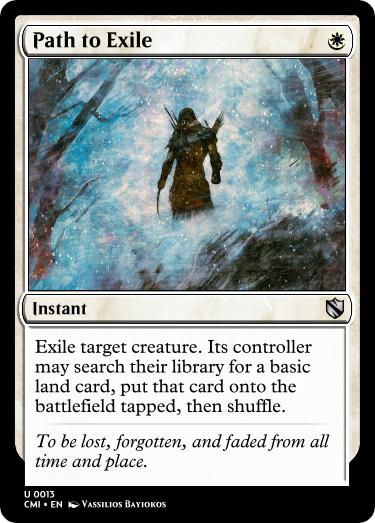 Path to Exile
Instant
Exile target creature. Its controller
may search their library for a basic
land card, put that card onto the
battlefield tapped, then shuffle.
To be lost, forgotten, and faded from all
time and place.
U 0013
CMI • EN VASSILIOS BAYIOKOS